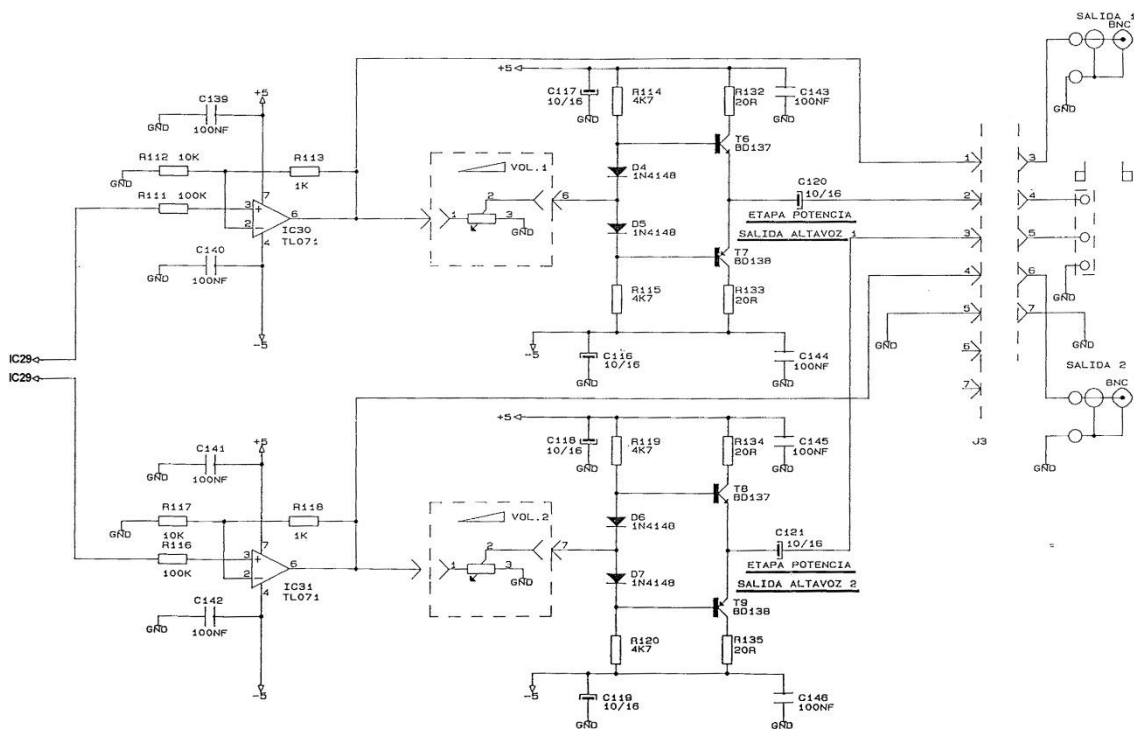 SALIDA 1
BNC
+5
C117
10/16
GND
R114
4K7
R132
20R
C143
100NF
GND
C139
100NF
GND
+5
R112 10K
GND
R113
1K
R111 100K
7
3
+
2
−
6
4
IC30
TL071
C140
100NF
GND
-5
VOL.1
1
2
3
GND
6
D4
1N4148
D5
1N4148
T6
BD137
T7
BD138
C120
10/16
ETAPA POTENCIA
SALIDA ALTAVOZ 1
R115
4K7
R133
20R
-5
C116
10/16
GND
C144
100NF
GND
1
2
3
4
5
6
7
J3
3
4
5
6
7
GND
GND
GND
GND
SALIDA 2
BNC
GND
IC29
IC29
+5
C118
10/16
GND
R119
4K7
R134
20R
C145
100NF
GND
C141
100NF
GND
+5
R117
10K
GND
R118
1K
R116
100K
7
3
+
2
−
6
4
IC31
TL071
C142
100NF
GND
-5
VOL.2
1
2
3
GND
7
D6
1N4148
D7
1N4148
T8
BD137
T9
BD138
C121
10/16
ETAPA POTENCIA
SALIDA ALTAVOZ 2
R120
4K7
R135
20R
-5
C119
10/16
GND
C146
100NF
GND